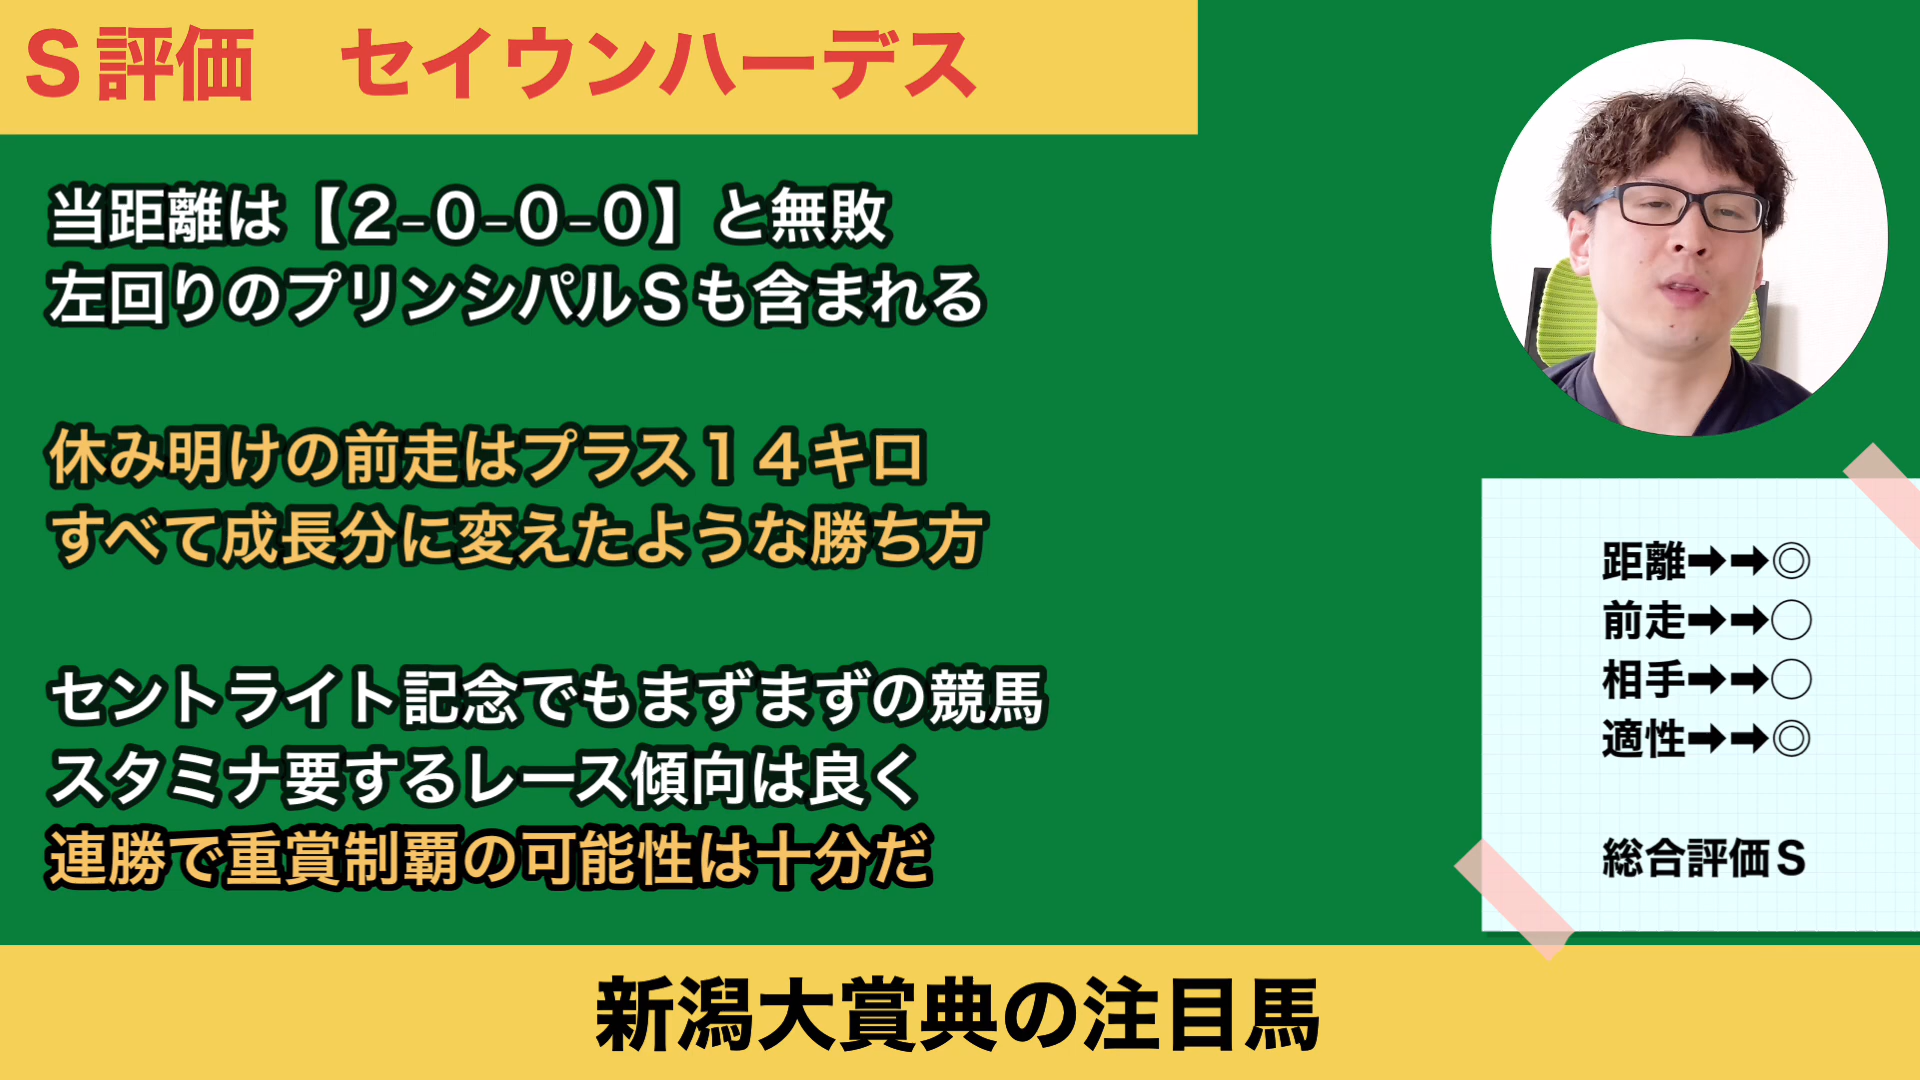 Ｓ評価　セイウンハーデス
当距離は【２−０−０−０】と無敗
左回りのプリンシパルＳも含まれる
休み明けの前走はプラス１４キロ
すべて成長分に変えたような勝ち方
セントライト記念でもまずまずの競馬
スタミナ要するレース傾向は良く
連勝で重賞制覇の可能性は十分だ
距離➡➡◎
前走➡➡◯
相手➡➡◯
適性➡➡◎
総合評価Ｓ
新潟大賞典の注目馬